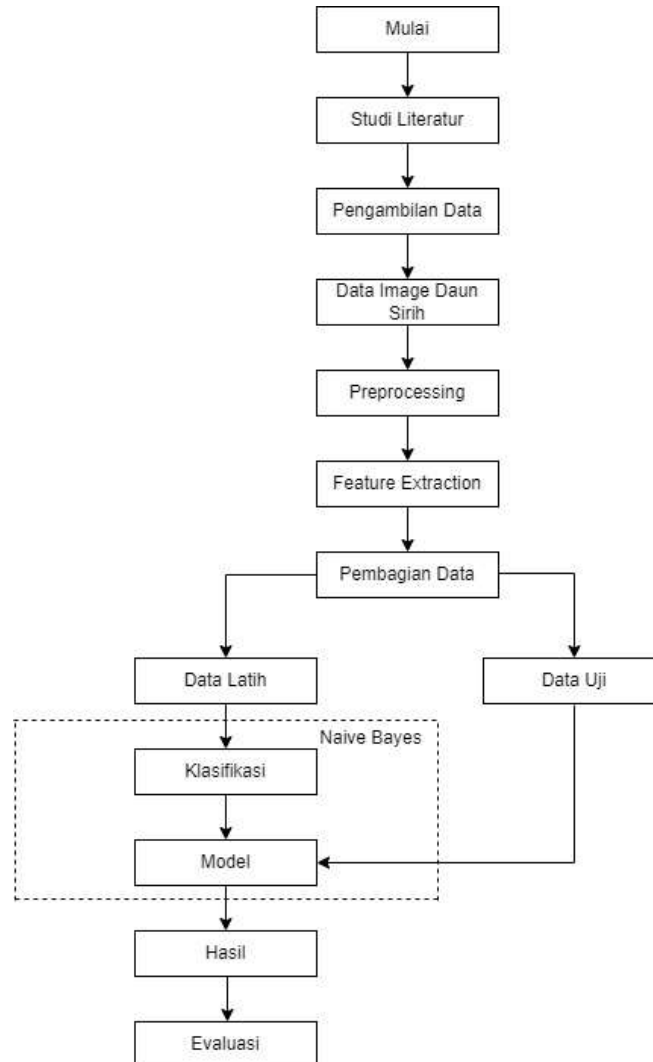 Mulai
Studi Literatur
Pengambilan Data
Data Image Daun
Sirih
Preprocessing
Feature Extraction
Pembagian Data
Data Latih
Data Uji
Naive Bayes
Klasifikasi
Model
Hasil
Evaluasi